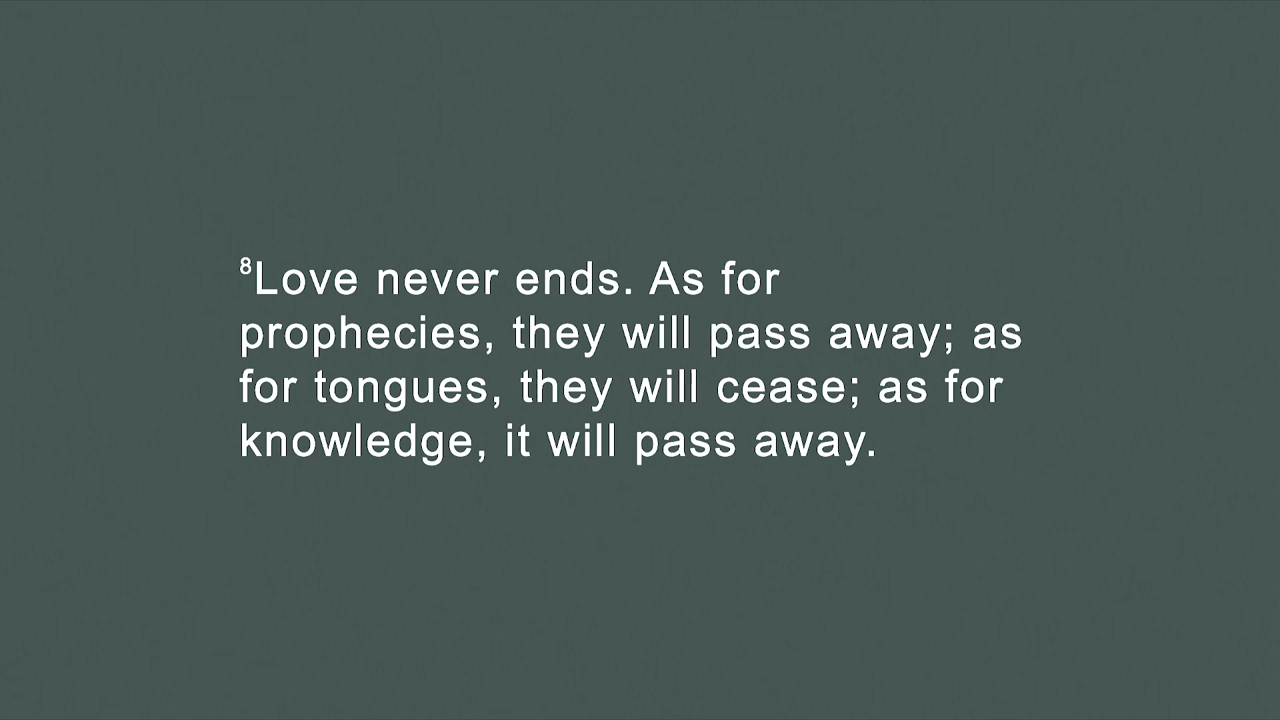 ⁸Love never ends. As for
prophecies, they will pass away; as
for tongues, they will cease; as for
knowledge, it will pass away.